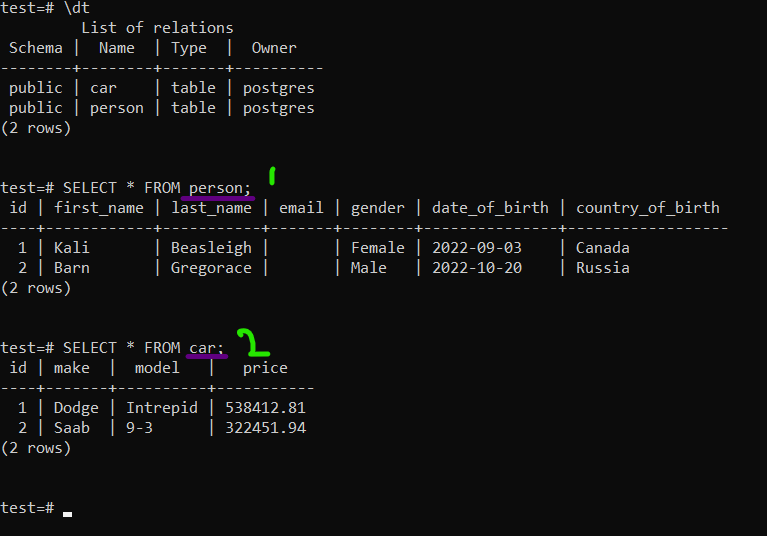 test=# \dt
        List of relations
 Schema |  Name  | Type  |  Owner
--------+--------+-------+----------
 public | car    | table | postgres
 public | person | table | postgres
(2 rows)
test=# SELECT * FROM person; 1
 id | first_name | last_name | email | gender | date_of_birth | country_of_birth
----+------------+-----------+-------+--------+---------------+------------------
  1 | Kali       | Beasleigh |       | Female | 2022-09-03    | Canada
  2 | Barn       | Gregorace |       | Male   | 2022-10-20    | Russia
(2 rows)
test=# SELECT * FROM car; 2
 id | make  |  model   |   price
----+-------+----------+-----------
  1 | Dodge | Intrepid | 538412.81
  2 | Saab  | 9-3      | 322451.94
(2 rows)
test=#